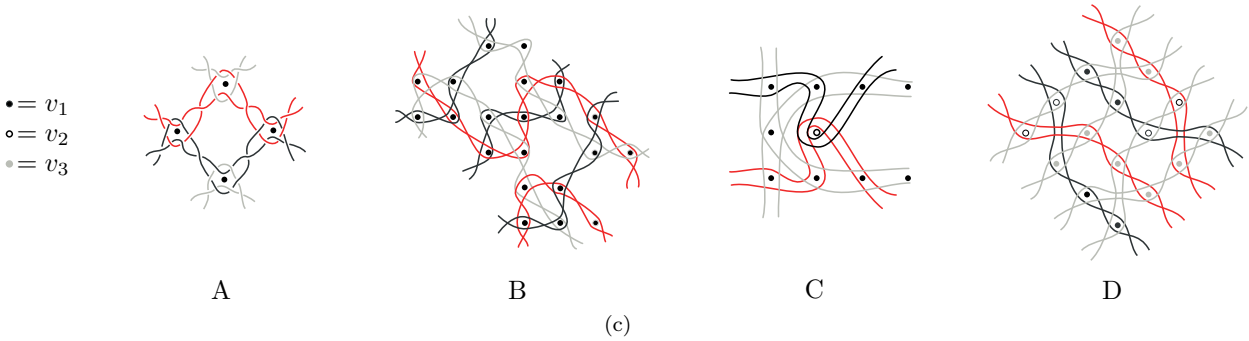 = v₁
= v₂
= v₃
A B C D
(c)